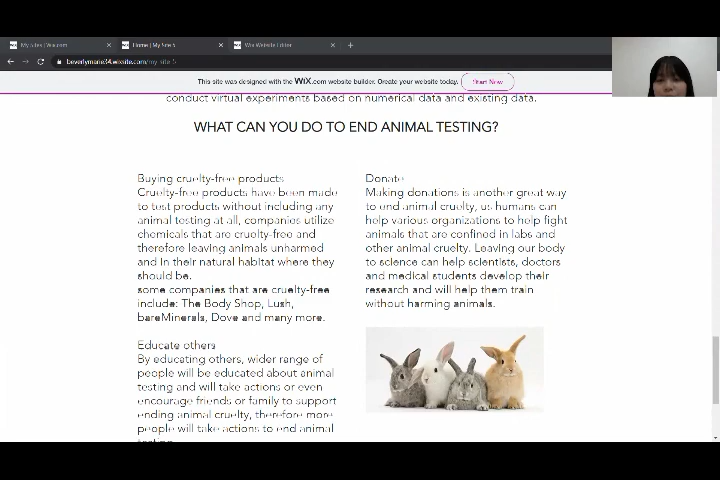 My Sites | Wix.com
Home | My Site 5
Wix Website Editor
beverlymarie34.wixsite.com/my-site-5
This site was designed with the WiX.com website builder. Create your website today.
Start Now
conduct virtual experiments based on numerical data and existing data.
WHAT CAN YOU DO TO END ANIMAL TESTING?
Buying cruelty-free products
Cruelty-free products have been made
to test products without including any
animal testing at all, companies utilize
chemicals that are cruelty-free and
therefore leaving animals unharmed
and in their natural habitat where they
should be.
some companies that are cruelty-free
include: The Body Shop, Lush,
bareMinerals, Dove and many more.
Educate others
By educating others, wider range of
people will be educated about animal
testing and will take actions or even
encourage friends or family to support
ending animal cruelty, therefore more
people will take actions to end animal
testing.
Donate
Making donations is another great way
to end animal cruelty, us humans can
help various organizations to help fight
animals that are confined in labs and
other animal cruelty. Leaving our body
to science can help scientists, doctors
and medical students develop their
research and will help them train
without harming animals.